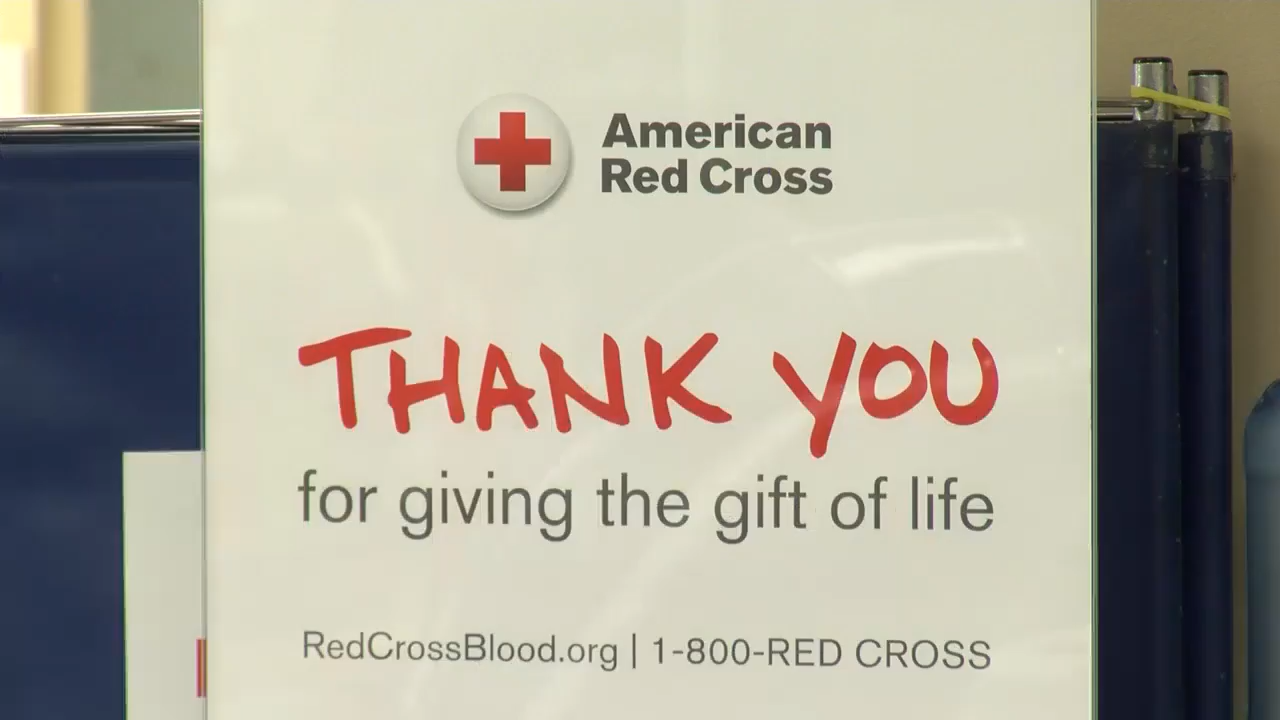 American
Red Cross
THANK YOU
for giving the gift of life
RedCrossBlood.org | 1-800-RED CROSS